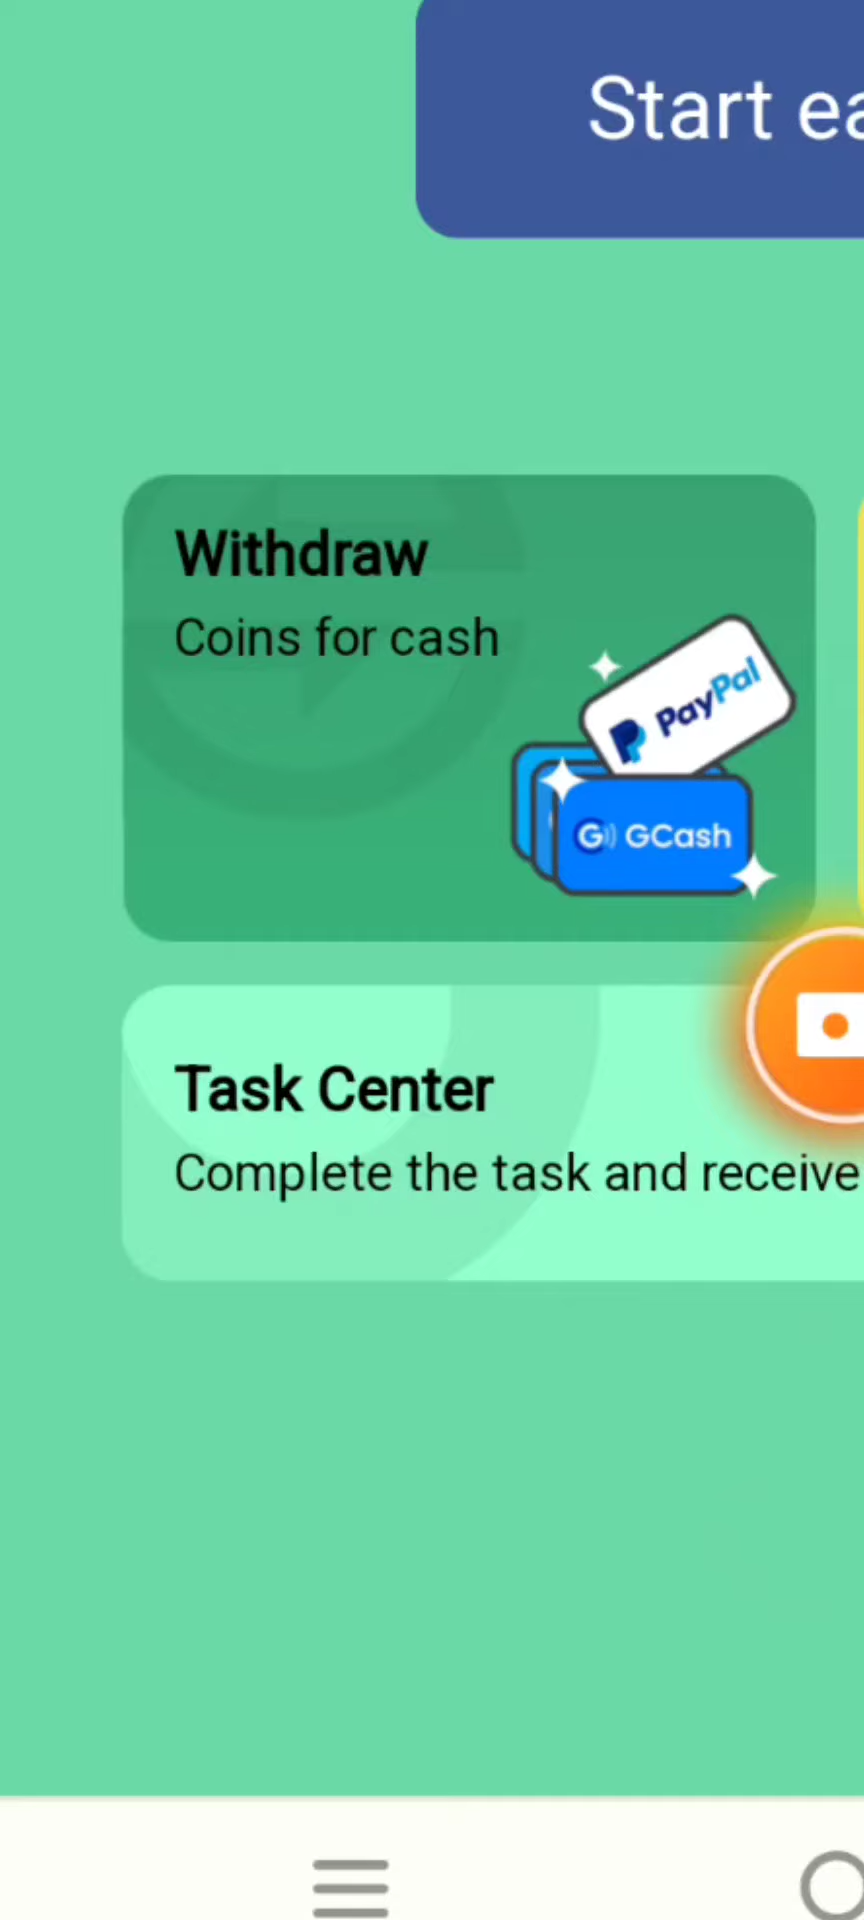 Start ea
Withdraw
Coins for cash
PayPal
GCash
Task Center
Complete the task and receive